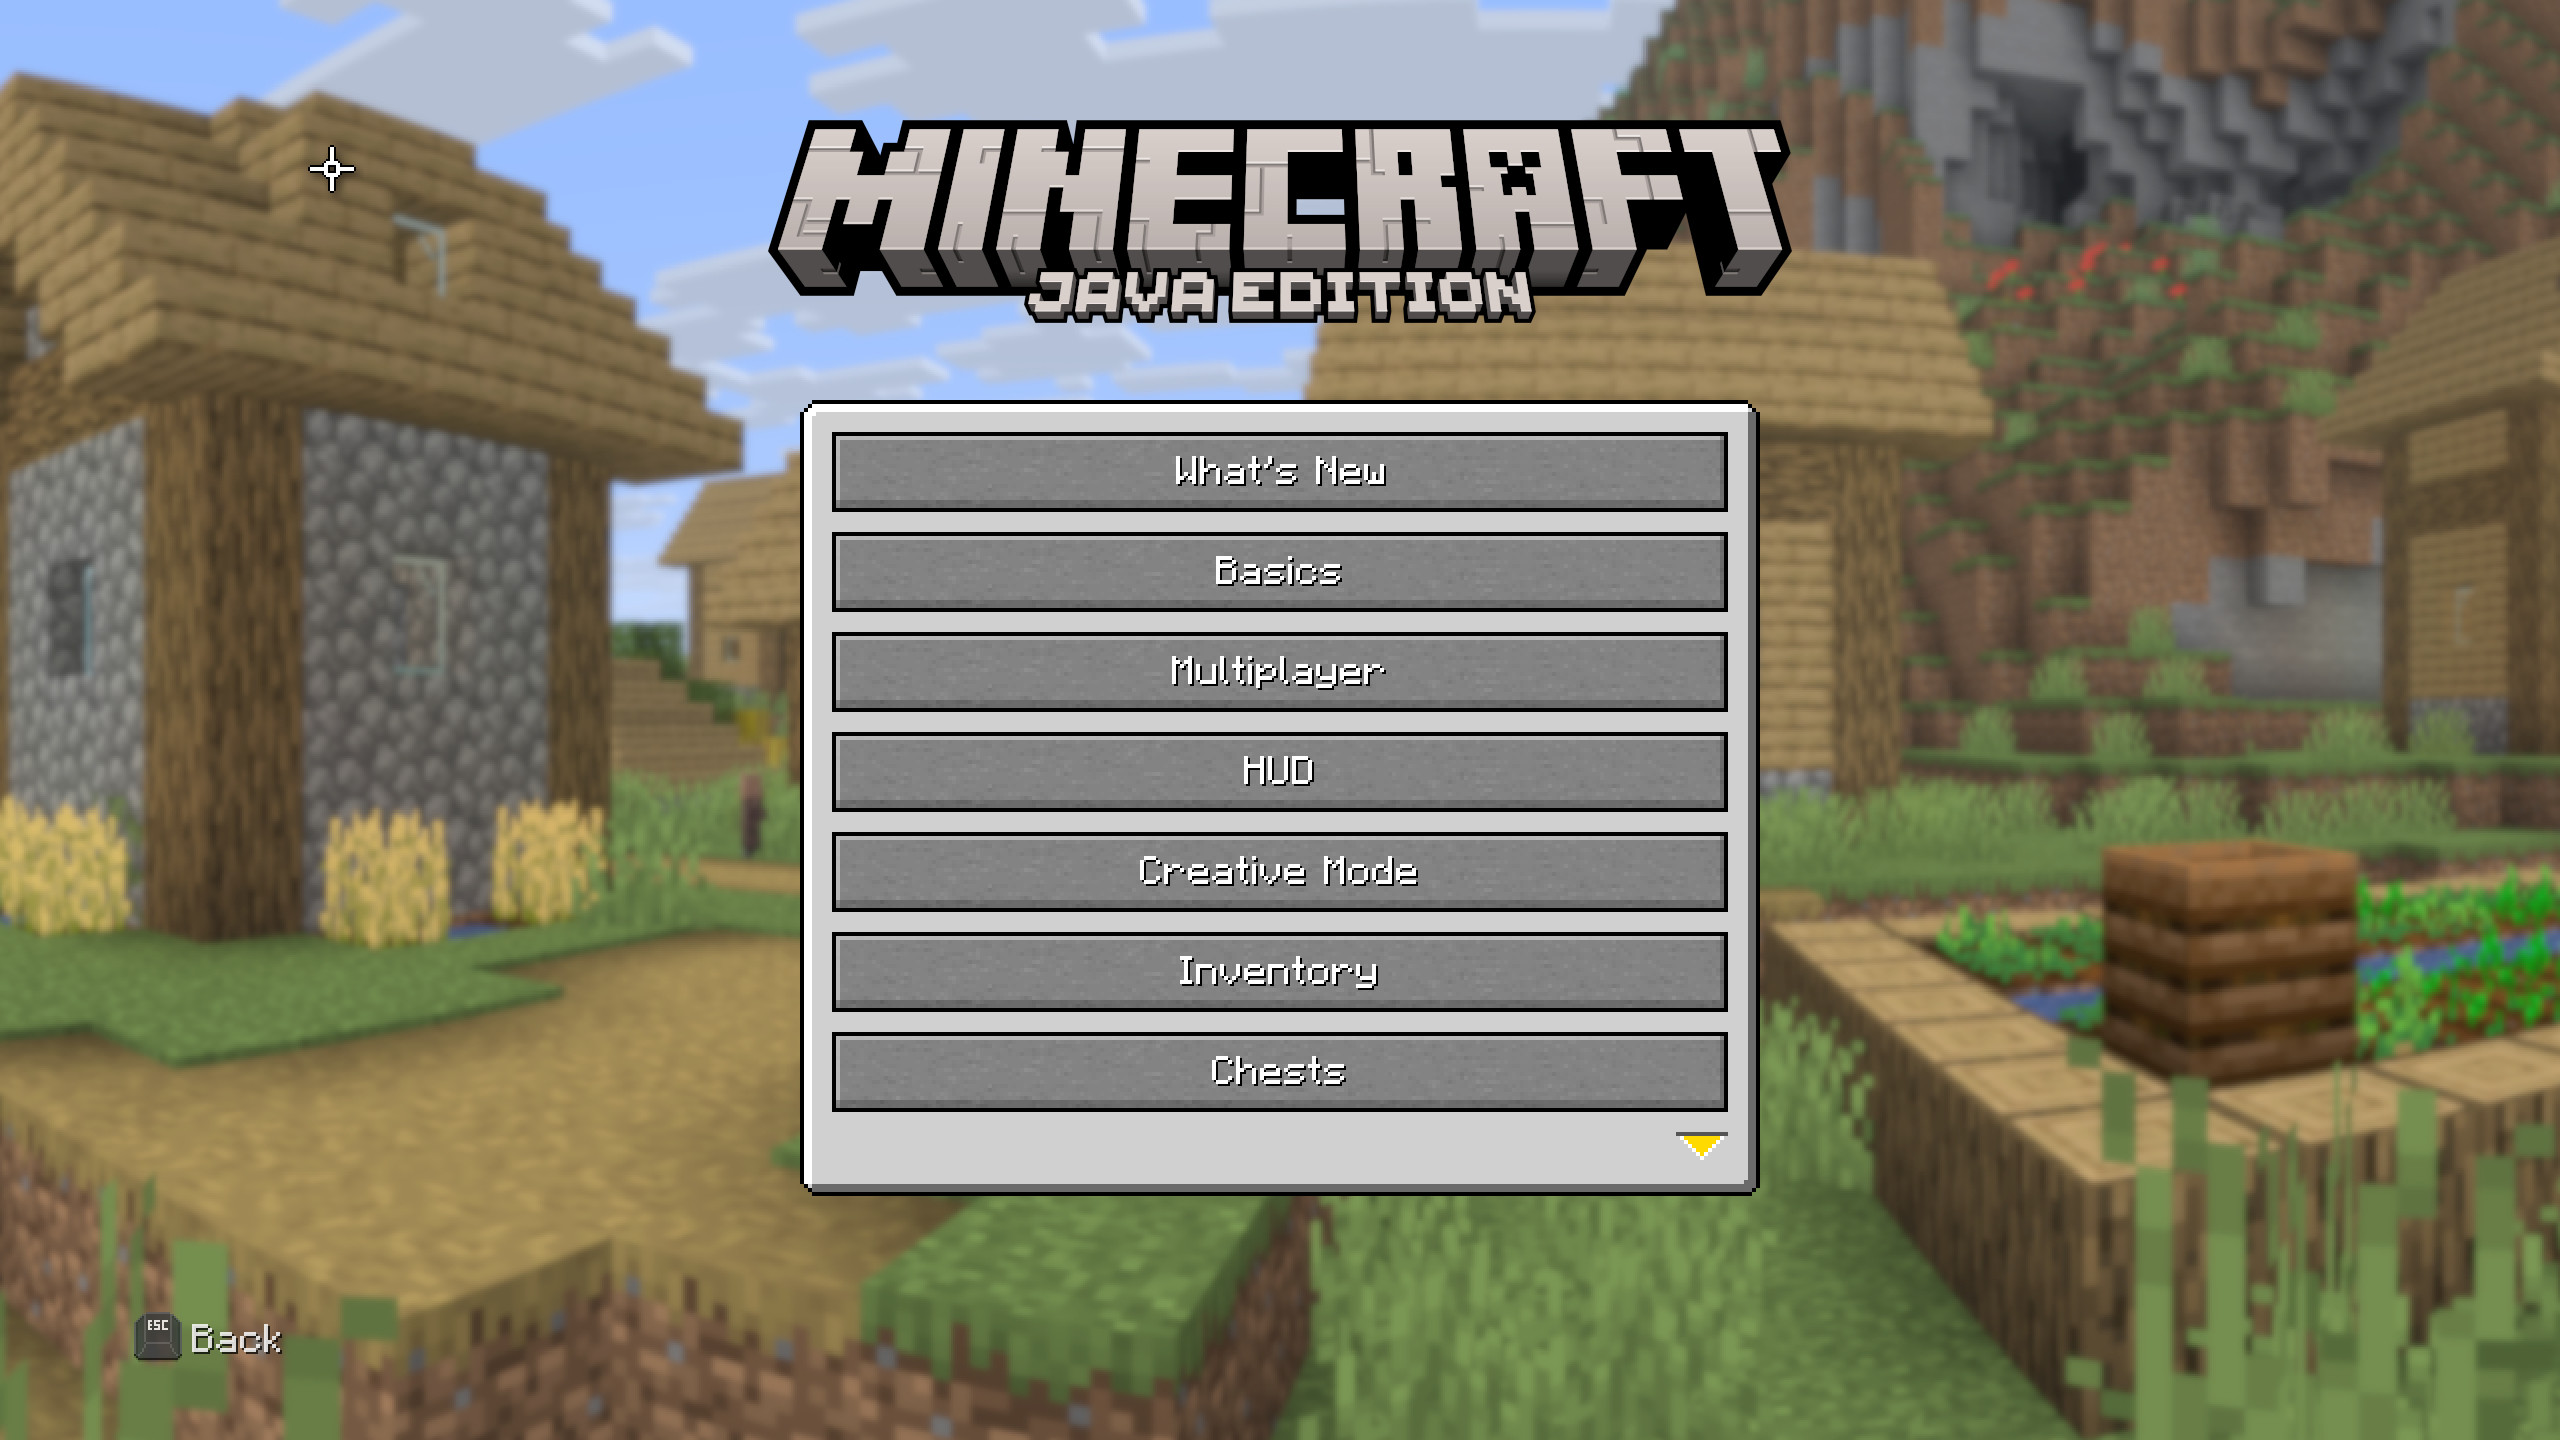 MINECRAFT
JAVA EDITION
What's New
Basics
Multiplayer
HUD
Creative Mode
Inventory
Chests
ESC Back